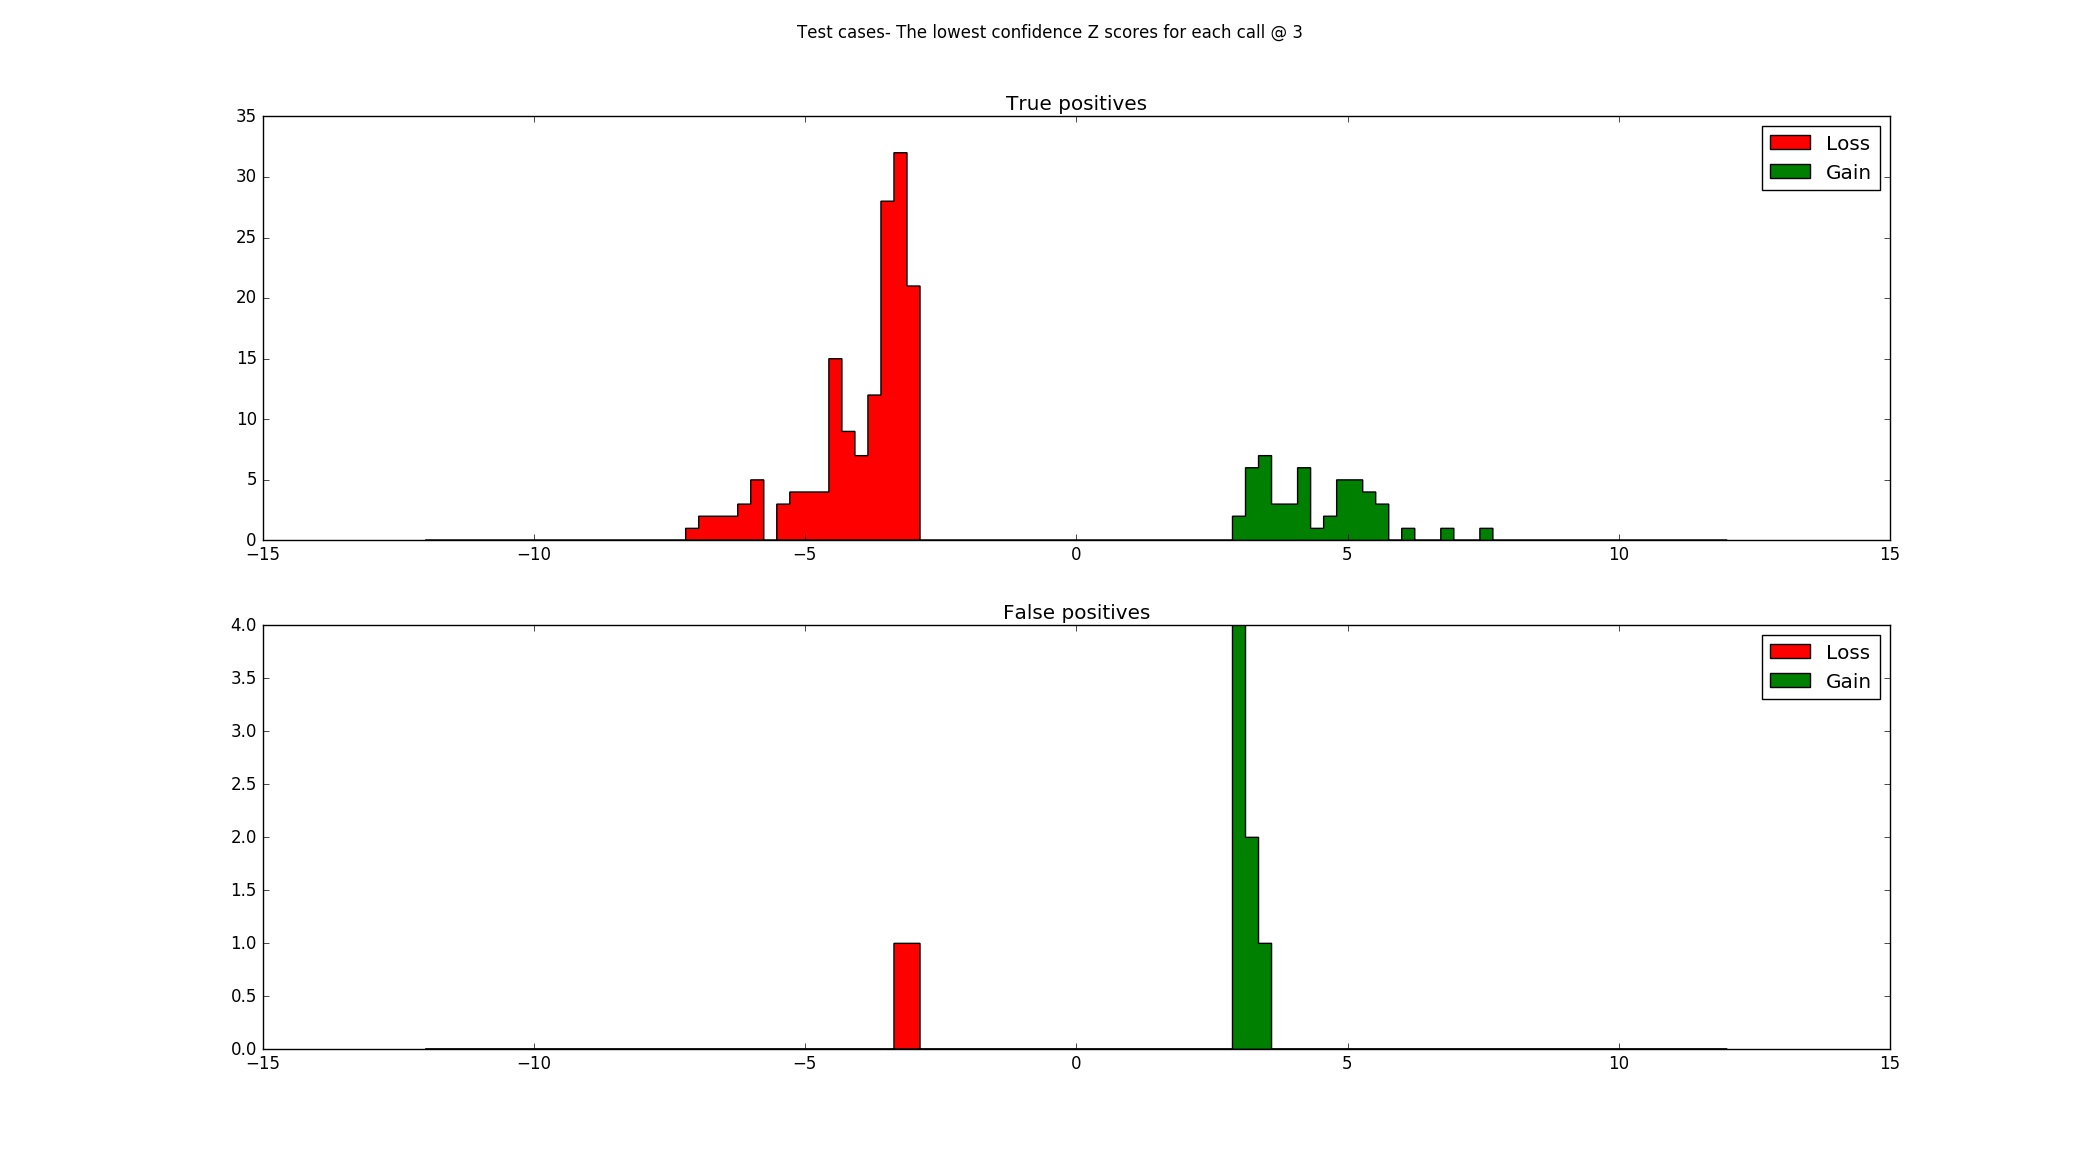 Test cases- The lowest confidence Z scores for each call @ 3
True positives
35
30
25
20
15
10
5
0
Loss
Gain
−15 −10 −5 0 5 10 15
False positives
4.0
3.5
3.0
2.5
2.0
1.5
1.0
0.5
0.0
Loss
Gain
−15 −10 −5 0 5 10 15